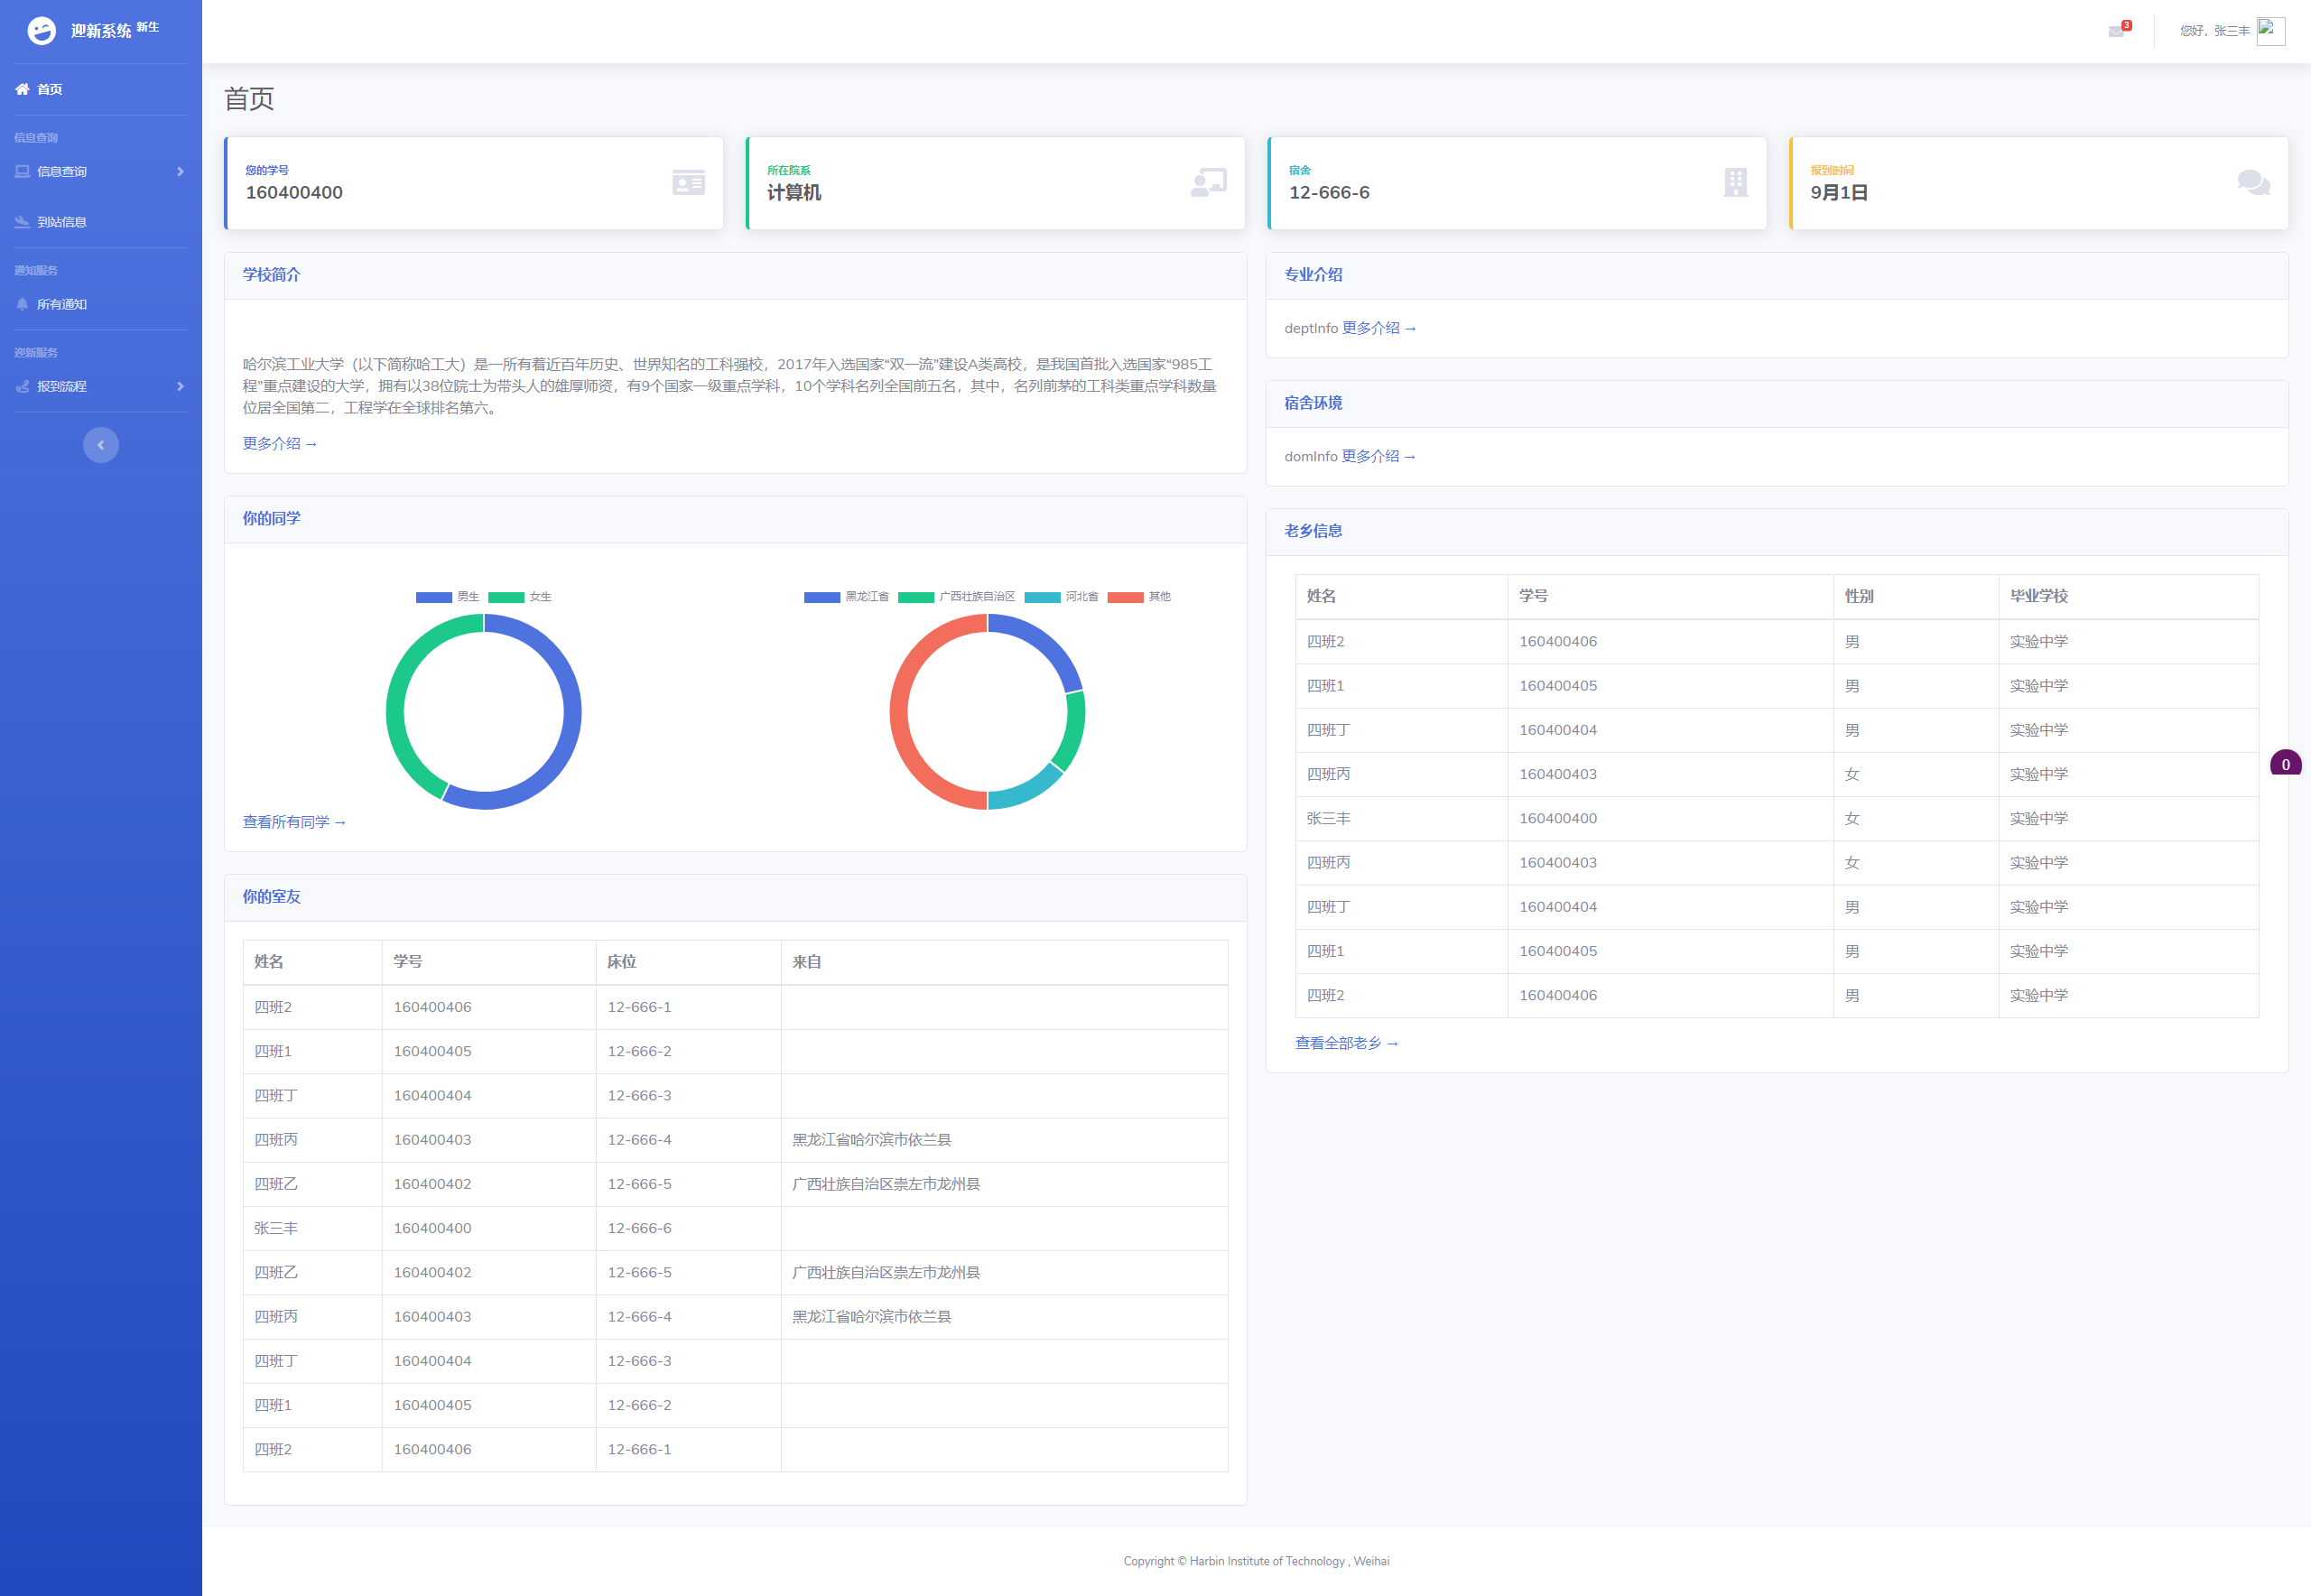 迎新系统 新生
首页
信息查询
信息查询
到站信息
通知服务
所有通知
迎新服务
报到流程
3
您好，张三丰
首页
您的学号
160400400
所在院系
计算机
宿舍
12-666-6
报到时间
9月1日
学校简介
哈尔滨工业大学（以下简称哈工大）是一所有着近百年历史、世界知名的工科强校，2017年入选国家“双一流”建设A类高校，是我国首批入选国家“985工
程”重点建设的大学，拥有以38位院士为带头人的雄厚师资，有9个国家一级重点学科，10个学科名列全国前五名，其中，名列前茅的工科类重点学科数量
位居全国第二，工程学在全球排名第六。
更多介绍 →
你的同学
男生 女生
黑龙江省 广西壮族自治区 河北省 其他
查看所有同学 →
你的室友
姓名 学号 床位 来自
四班2 160400406 12-666-1
四班1 160400405 12-666-2
四班丁 160400404 12-666-3
四班丙 160400403 12-666-4 黑龙江省哈尔滨市依兰县
四班乙 160400402 12-666-5 广西壮族自治区崇左市龙州县
张三丰 160400400 12-666-6
四班乙 160400402 12-666-5 广西壮族自治区崇左市龙州县
四班丙 160400403 12-666-4 黑龙江省哈尔滨市依兰县
四班丁 160400404 12-666-3
四班1 160400405 12-666-2
四班2 160400406 12-666-1
专业介绍
deptInfo 更多介绍 →
宿舍环境
domInfo 更多介绍 →
老乡信息
姓名 学号 性别 毕业学校
四班2 160400406 男 实验中学
四班1 160400405 男 实验中学
四班丁 160400404 男 实验中学
四班丙 160400403 女 实验中学
张三丰 160400400 女 实验中学
四班丙 160400403 女 实验中学
四班丁 160400404 男 实验中学
四班1 160400405 男 实验中学
四班2 160400406 男 实验中学
查看全部老乡 →
0
Copyright © Harbin Institute of Technology , Weihai